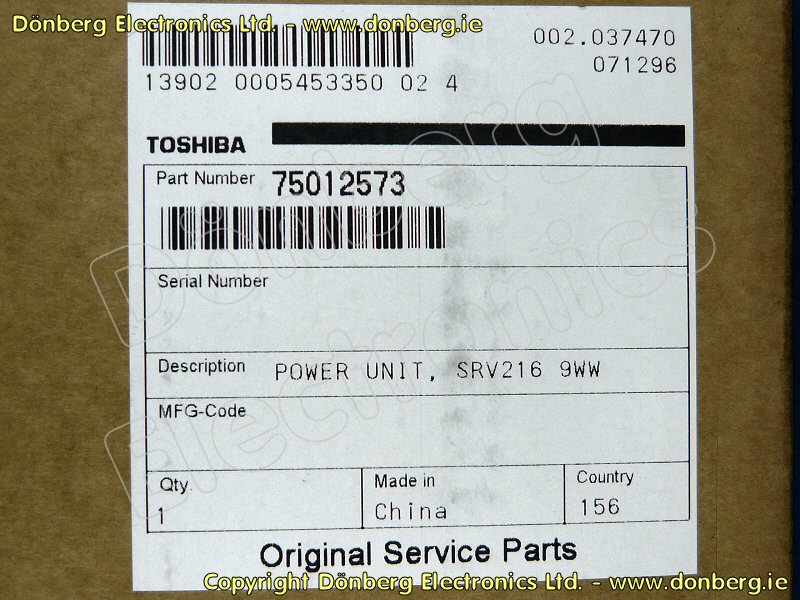 Dönberg Electronics Ltd. - www.donberg.ie
002.037470
071296
13902 0005453350 02 4
TOSHIBA
Part Number 75012573
Serial Number
Description POWER UNIT, SRV216 9WW
MFG-Code
Qty. Made in Country
1 China 156
Original Service Parts
Dönberg
Electronics
Copyright Dönberg Electronics Ltd. - www.donberg.ie